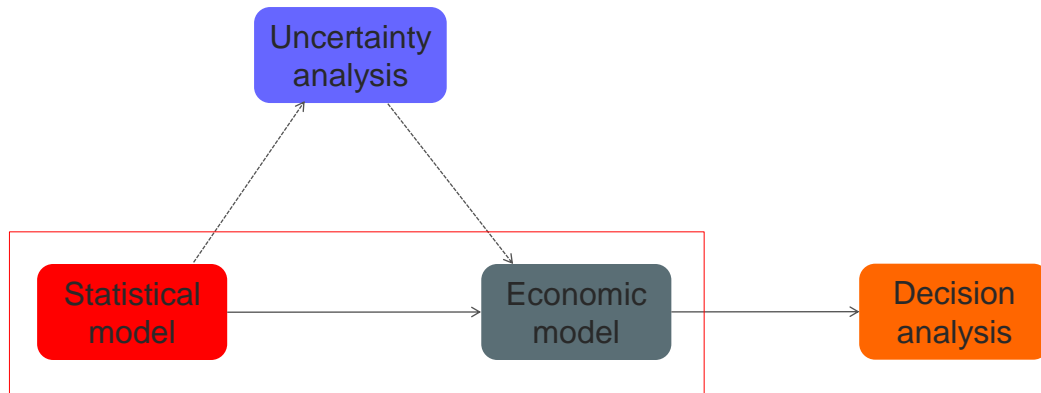 Uncertainty
analysis
Statistical
model
Economic
model
Decision
analysis